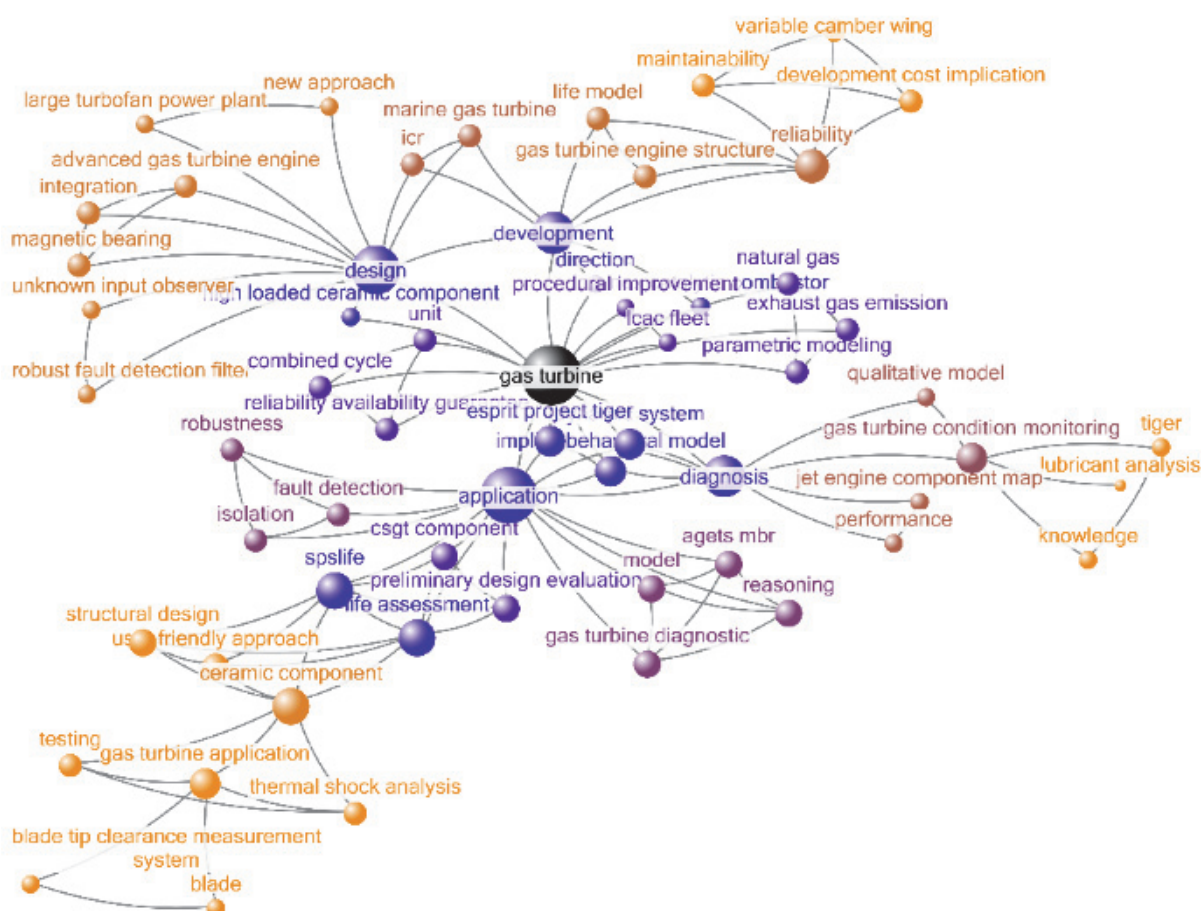 variable camber wing
maintainability
development cost implication
new approach
large turbofan power plant
life model
marine gas turbine
reliability
icr
gas turbine engine structure
advanced gas turbine engine
integration
development
magnetic bearing
direction
natural gas
design
unknown input observer
procedural improvement
high loaded ceramic component
exhaust gas emission
unit
lcac fleet
parametric modeling
combined cycle
gas turbine
robust fault detection filter
qualitative model
reliability availability
esprit project tiger
system
robustness
gas turbine condition monitoring
tiger
model
lubricant analysis
diagnosis
jet engine component map
fault detection
application
isolation
csgt component
performance
knowledge
agets mbr
spslife
model
preliminary design evaluation
reasoning
life assessment
structural design
friendly approach
gas turbine diagnostic
ceramic component
testing
gas turbine application
thermal shock analysis
blade tip clearance measurement
system
blade